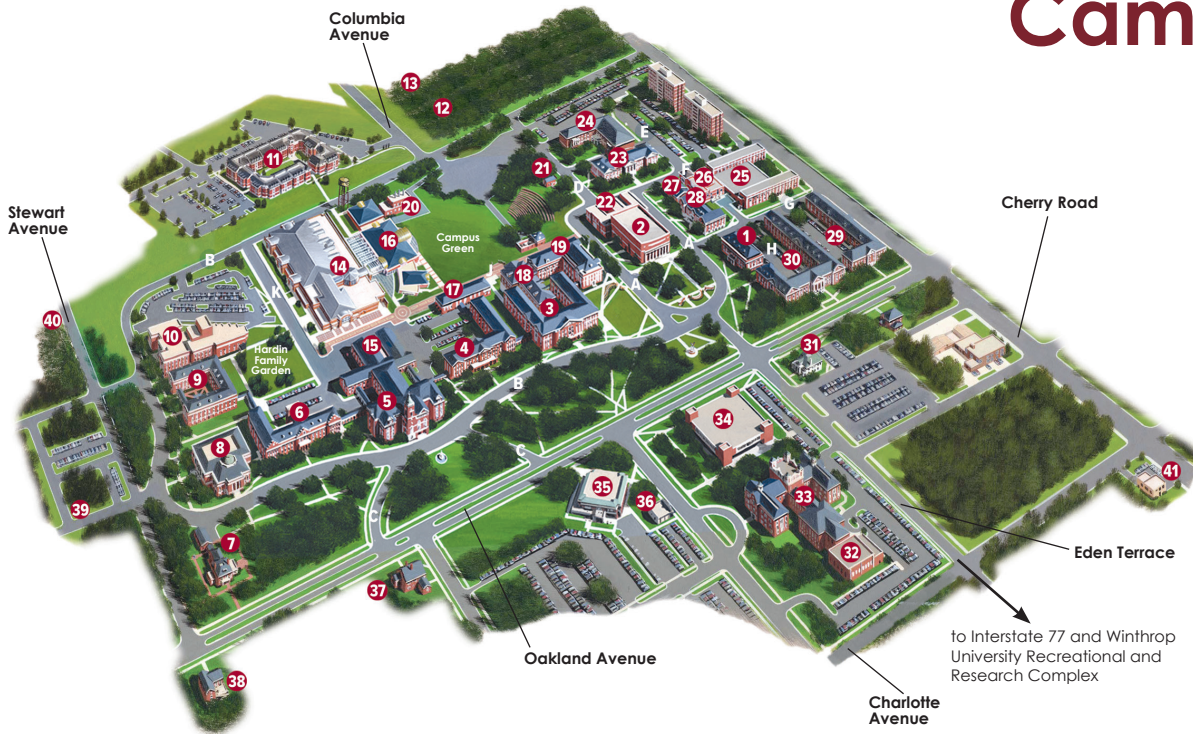 Cam
Columbia
Avenue
13
12
24
E
11
23
21
F
26
25
D
27
22
28
20
G
Stewart
Avenue
Cherry Road
2
1
29
16
Campus
Green
19
A
H
30
14
B
18
A
K
17
3
40
10
15
4
31
Hardin
Family
Garden
9
B
5
6
34
8
C
41
35
33
39
36
C
7
32
Eden Terrace
37
to Interstate 77 and Winthrop
University Recreational and
Research Complex
Oakland Avenue
38
Charlotte
Avenue